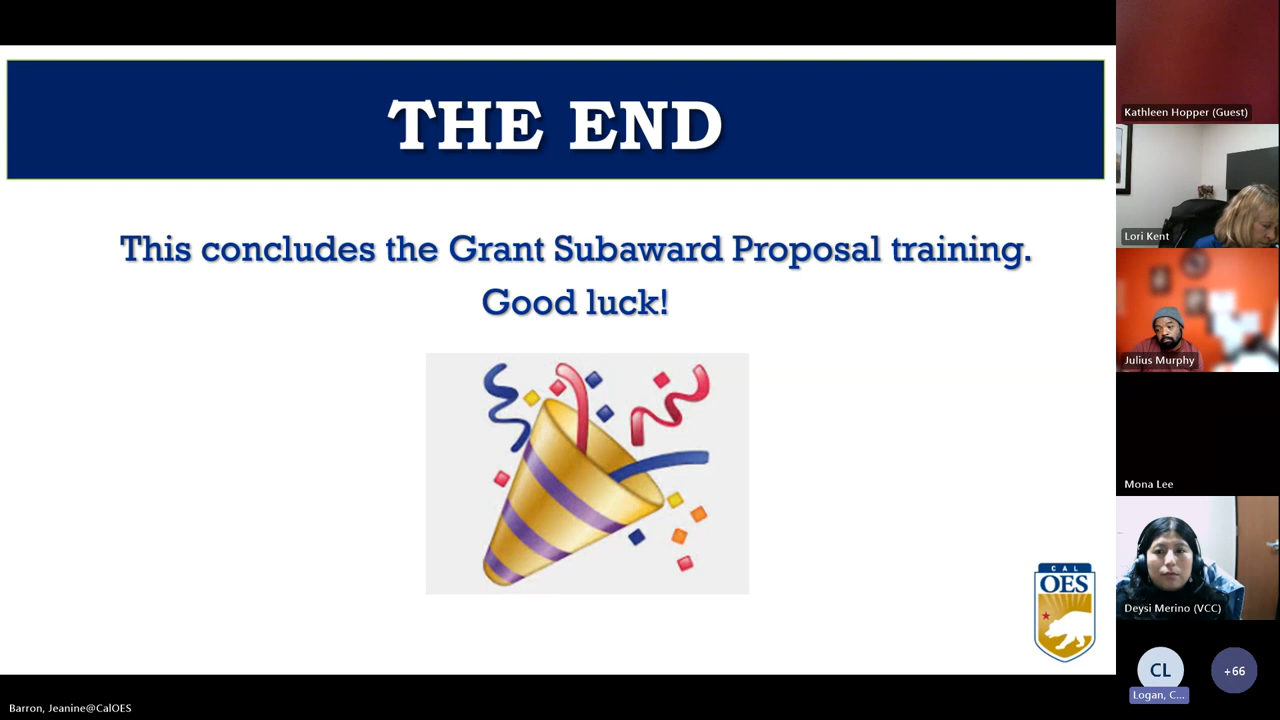 THE END
This concludes the Grant Subaward Proposal training.
Good luck!
CAL
OES
Barron, Jeanine@CalOES
Kathleen Hopper (Guest)
Lori Kent
Julius Murphy
Mona Lee
Deysi Merino (VCC)
CL
Logan, C...
+66